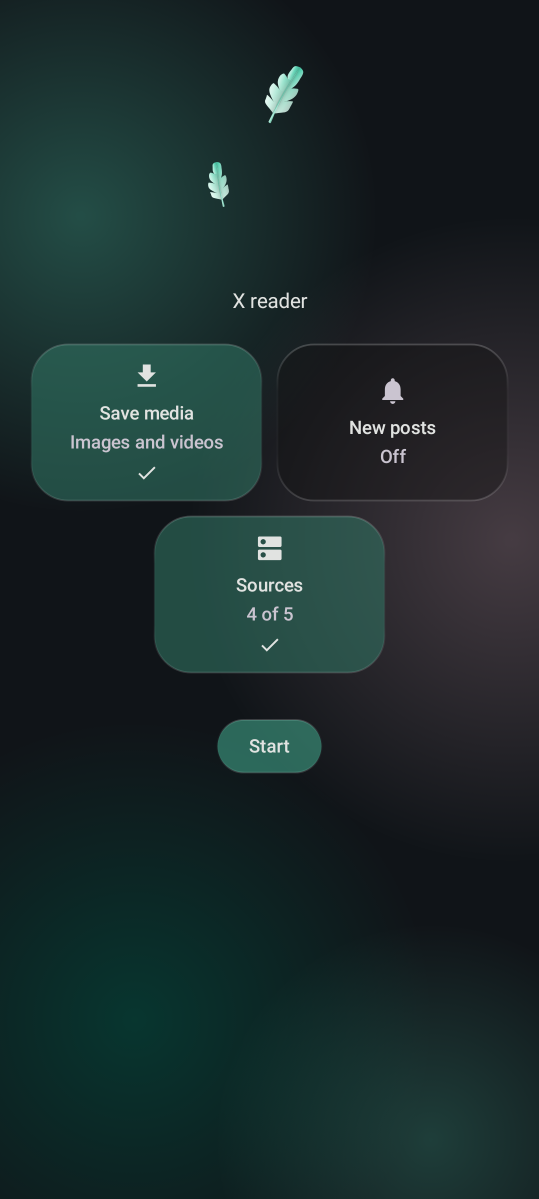 X reader
Save media
Images and videos
New posts
Off
Sources
4 of 5
Start